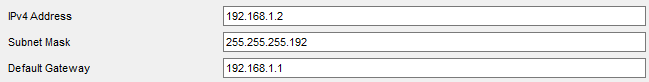 IPv4 Address 192.168.1.2
Subnet Mask 255.255.255.192
Default Gateway 192.168.1.1